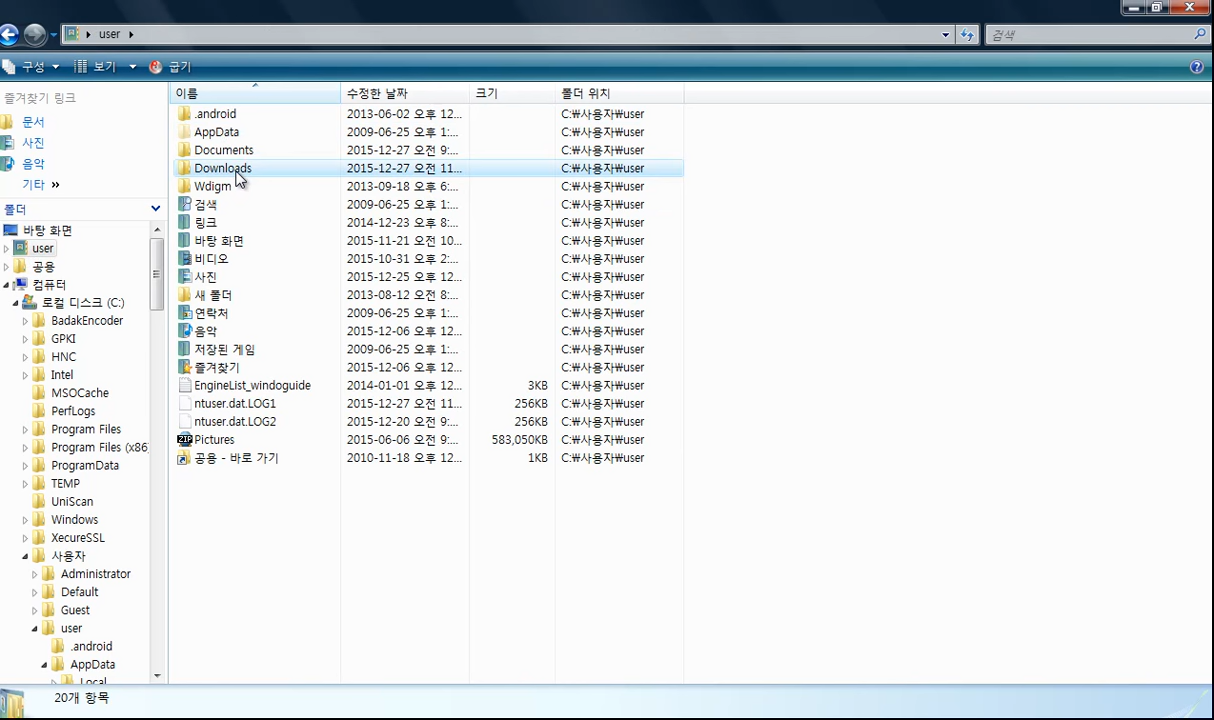 user
검색
구성 보기 굽기
즐겨찾기 링크
문서
사진
음악
기타 »
폴더
바탕 화면
user
공용
컴퓨터
로컬 디스크 (C:)
BadakEncoder
GPKI
HNC
Intel
MSOCache
PerfLogs
Program Files
Program Files (x86)
ProgramData
TEMP
UniScan
Windows
XecureSSL
사용자
Administrator
Default
Guest
user
.android
AppData
Local
이름 수정한 날짜 크기 폴더 위치
.android 2013-06-02 오후 12... C:₩사용자₩user
AppData 2009-06-25 오후 1:... C:₩사용자₩user
Documents 2015-12-27 오전 9:... C:₩사용자₩user
Downloads 2015-12-27 오전 11... C:₩사용자₩user
Wdigm 2013-09-18 오후 6:... C:₩사용자₩user
검색 2009-06-25 오후 1:... C:₩사용자₩user
링크 2014-12-23 오후 8:... C:₩사용자₩user
바탕 화면 2015-11-21 오전 10... C:₩사용자₩user
비디오 2015-10-31 오후 2:... C:₩사용자₩user
사진 2015-12-25 오후 12... C:₩사용자₩user
새 폴더 2013-08-12 오전 8:... C:₩사용자₩user
연락처 2009-06-25 오후 1:... C:₩사용자₩user
음악 2015-12-06 오후 12... C:₩사용자₩user
저장된 게임 2009-06-25 오후 1:... C:₩사용자₩user
즐겨찾기 2015-12-06 오후 12... C:₩사용자₩user
EngineList_windoguide 2014-01-01 오후 12... 3KB C:₩사용자₩user
ntuser.dat.LOG1 2015-12-27 오전 11... 256KB C:₩사용자₩user
ntuser.dat.LOG2 2015-12-20 오전 9:... 256KB C:₩사용자₩user
Pictures 2015-06-06 오전 9:... 583,050KB C:₩사용자₩user
공용 - 바로 가기 2010-11-18 오후 12... 1KB C:₩사용자₩user
20개 항목